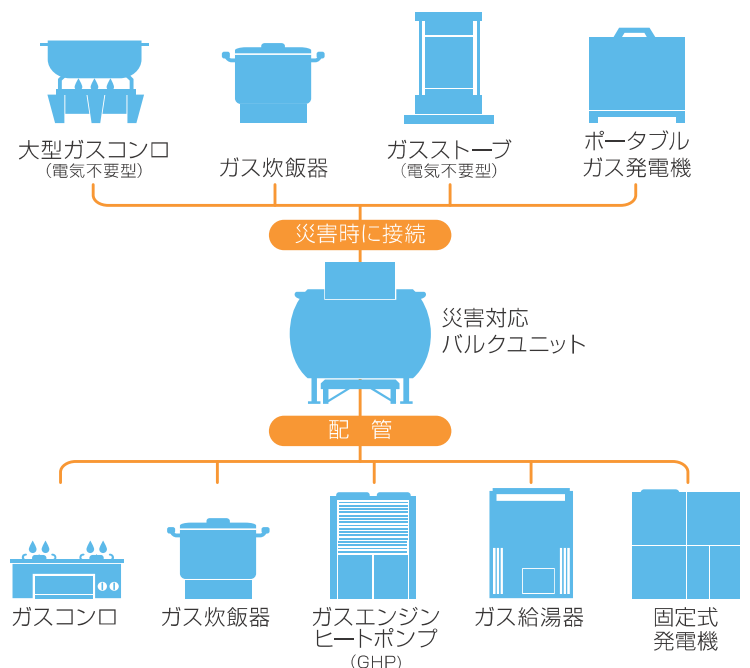 大型ガスコンロ
(電気不要型)
ガス炊飯器
ガスストーブ
(電気不要型)
ポータブル
ガス発電機
災害時に接続
災害対応
バルクユニット
配 管
ガスコンロ
ガス炊飯器
ガスエンジン
ヒートポンプ
(GHP)
ガス給湯器
固定式
発電機